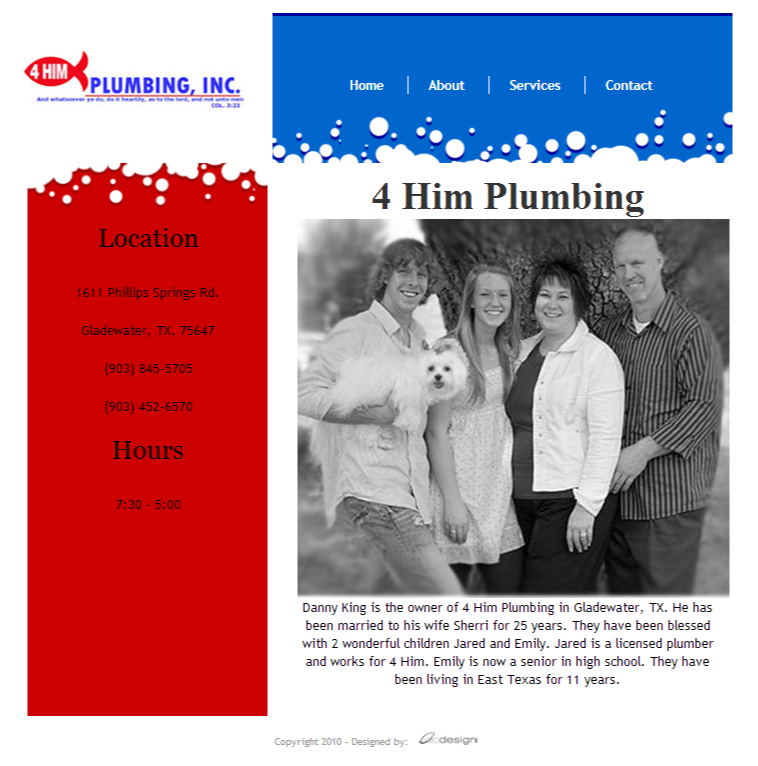 4 HIM
PLUMBING, INC.
And whatsoever ye do, do it heartily, as to the lord, and not unto men
COL. 3:23
Home
About
Services
Contact
Location
1611 Phillips Springs Rd.
Gladewater, TX. 75647
(903) 845-5705
(903) 452-6570
Hours
7:30 - 5:00
4 Him Plumbing
Danny King is the owner of 4 Him Plumbing in Gladewater, TX. He has
been married to his wife Sherri for 25 years. They have been blessed
with 2 wonderful children Jared and Emily. Jared is a licensed plumber
and works for 4 Him. Emily is now a senior in high school. They have
been living in East Texas for 11 years.
Copyright 2010 - Designed by: acdesign